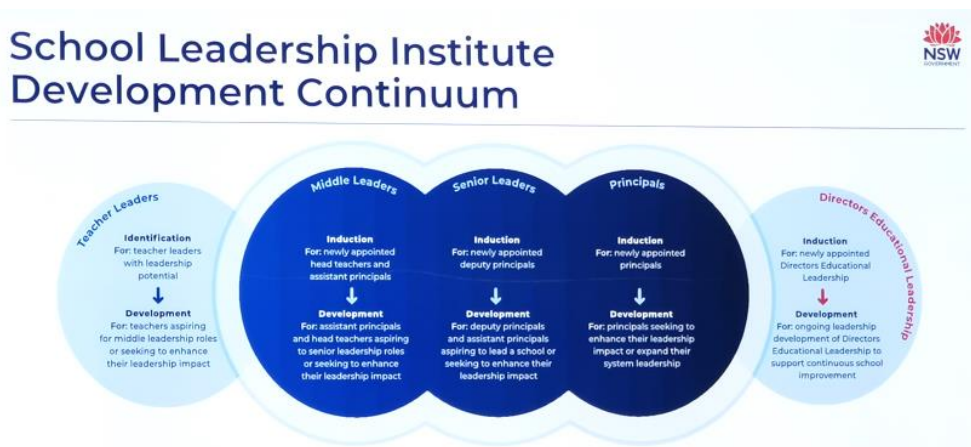 School Leadership Institute
Development Continuum
NSW
GOVERNMENT
Teacher Leaders
Identification
For: teacher leaders
with leadership
potential
Development
For: teachers aspiring
for middle leadership roles
or seeking to enhance
their leadership impact
Middle Leaders
Induction
For: newly appointed
head teachers and
assistant principals
Development
For: assistant principals
and head teachers aspiring
to senior leadership roles
or seeking to enhance
their leadership impact
Senior Leaders
Induction
For: newly appointed
deputy principals
Development
For: deputy principals
and assistant principals
aspiring to lead a school or
seeking to enhance their
leadership impact
Principals
Induction
For: newly appointed
principals
Development
For: principals seeking to
enhance their leadership
impact or expand their
system leadership
Directors Educational Leadership
Induction
For: newly appointed
Directors Educational
Leadership
Development
For: ongoing leadership
development of Directors
Educational Leadership to
support continuous school
improvement